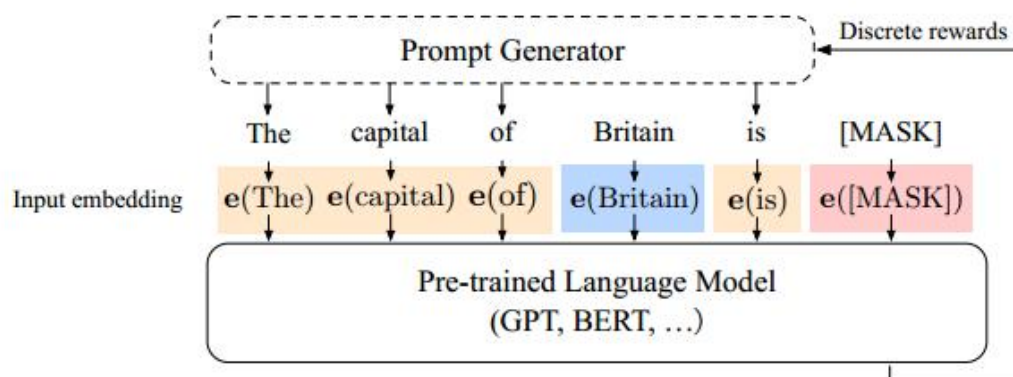 Discrete rewards
Prompt Generator
The capital of Britain is [MASK]
Input embedding e(The) e(capital) e(of) e(Britain) e(is) e([MASK])
Pre-trained Language Model
(GPT, BERT, …)